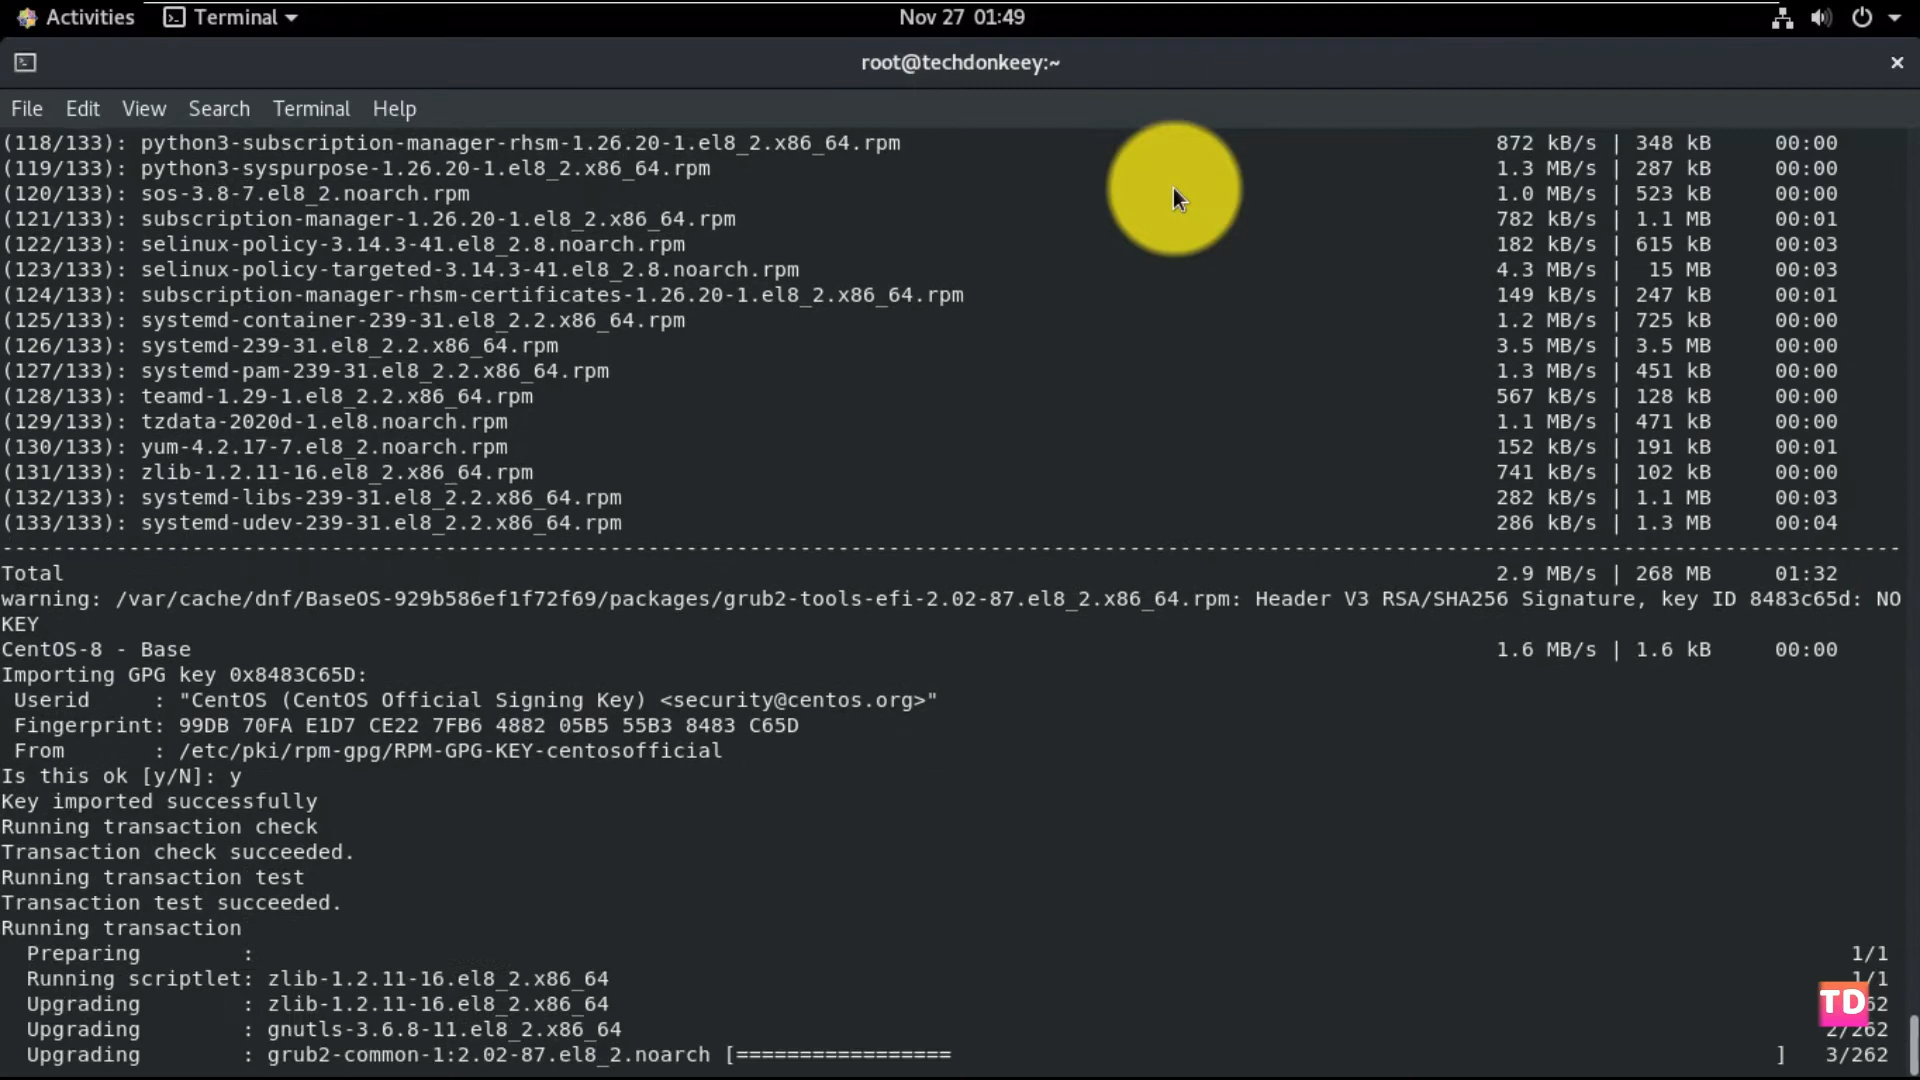 Activities Terminal Nov 27 01:49
root@techdonkeey:~ ×
File Edit View Search Terminal Help
(118/133): python3-subscription-manager-rhsm-1.26.20-1.el8_2.x86_64.rpm 872 kB/s | 348 kB 00:00
(119/133): python3-syspurpose-1.26.20-1.el8_2.x86_64.rpm 1.3 MB/s | 287 kB 00:00
(120/133): sos-3.8-7.el8_2.noarch.rpm 1.0 MB/s | 523 kB 00:00
(121/133): subscription-manager-1.26.20-1.el8_2.x86_64.rpm 782 kB/s | 1.1 MB 00:01
(122/133): selinux-policy-3.14.3-41.el8_2.8.noarch.rpm 182 kB/s | 615 kB 00:03
(123/133): selinux-policy-targeted-3.14.3-41.el8_2.8.noarch.rpm 4.3 MB/s | 15 MB 00:03
(124/133): subscription-manager-rhsm-certificates-1.26.20-1.el8_2.x86_64.rpm 149 kB/s | 247 kB 00:01
(125/133): systemd-container-239-31.el8_2.2.x86_64.rpm 1.2 MB/s | 725 kB 00:00
(126/133): systemd-239-31.el8_2.2.x86_64.rpm 3.5 MB/s | 3.5 MB 00:00
(127/133): systemd-pam-239-31.el8_2.2.x86_64.rpm 1.3 MB/s | 451 kB 00:00
(128/133): teamd-1.29-1.el8_2.2.x86_64.rpm 567 kB/s | 128 kB 00:00
(129/133): tzdata-2020d-1.el8.noarch.rpm 1.1 MB/s | 471 kB 00:00
(130/133): yum-4.2.17-7.el8_2.noarch.rpm 152 kB/s | 191 kB 00:01
(131/133): zlib-1.2.11-16.el8_2.x86_64.rpm 741 kB/s | 102 kB 00:00
(132/133): systemd-libs-239-31.el8_2.2.x86_64.rpm 282 kB/s | 1.1 MB 00:03
(133/133): systemd-udev-239-31.el8_2.2.x86_64.rpm 286 kB/s | 1.3 MB 00:04
--------------------------------------------------------------------------------
Total 2.9 MB/s | 268 MB 01:32
warning: /var/cache/dnf/BaseOS-929b586ef1f72f69/packages/grub2-tools-efi-2.02-87.el8_2.x86_64.rpm: Header V3 RSA/SHA256 Signature, key ID 8483c65d: NO
KEY
CentOS-8 - Base 1.6 MB/s | 1.6 kB 00:00
Importing GPG key 0x8483C65D:
Userid : "CentOS (CentOS Official Signing Key) <security@centos.org>"
Fingerprint: 99DB 70FA E1D7 CE22 7FB6 4882 05B5 55B3 8483 C65D
From : /etc/pki/rpm-gpg/RPM-GPG-KEY-centosofficial
Is this ok [y/N]: y
Key imported successfully
Running transaction check
Transaction check succeeded.
Running transaction test
Transaction test succeeded.
Running transaction
Preparing : 1/1
Running scriptlet: zlib-1.2.11-16.el8_2.x86_64 1/1
Upgrading : zlib-1.2.11-16.el8_2.x86_64 62
Upgrading : gnutls-3.6.8-11.el8_2.x86_64 2/262
Upgrading : grub2-common-1:2.02-87.el8_2.noarch [================= ] 3/262
TD